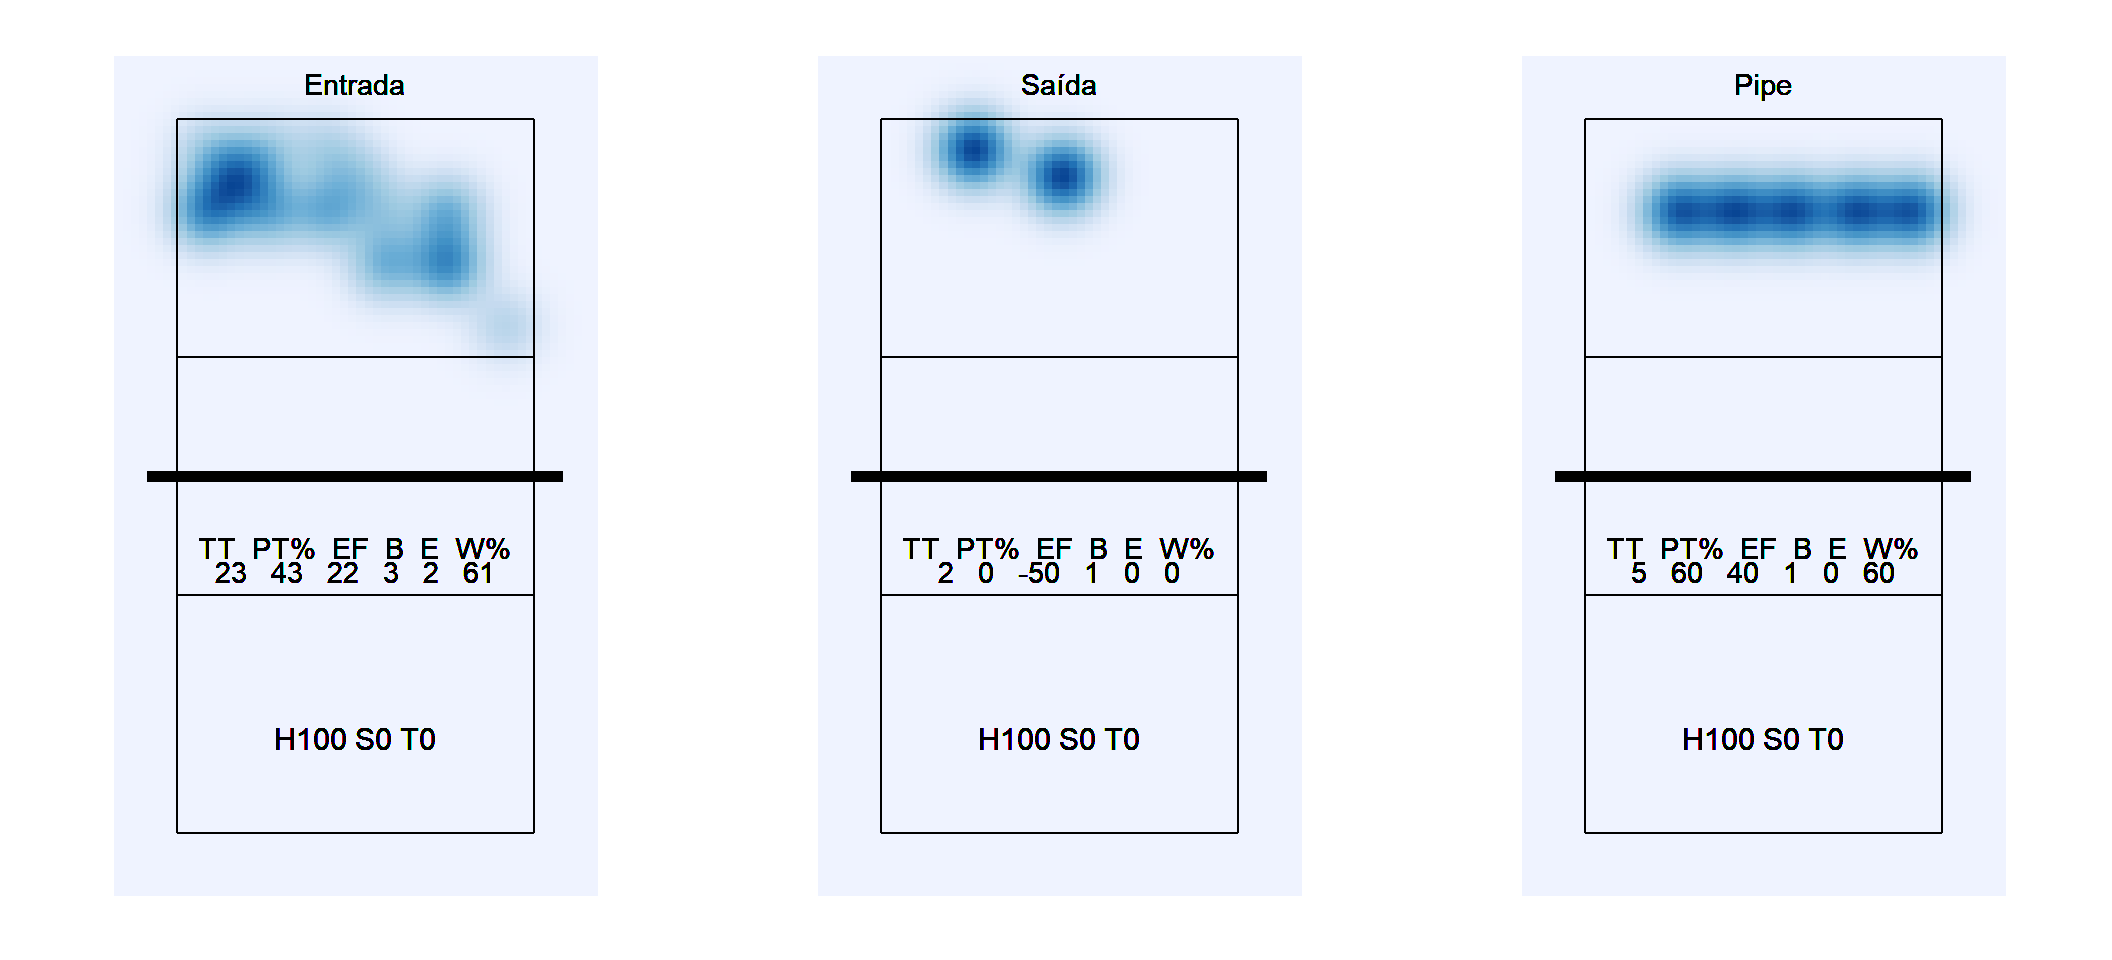 Entrada
TT PT% EF B E W%
23 43 22 3 2 61
H100 S0 T0
Saída
TT PT% EF B E W%
2 0 -50 1 0 0
H100 S0 T0
Pipe
TT PT% EF B E W%
5 60 40 1 0 60
H100 S0 T0